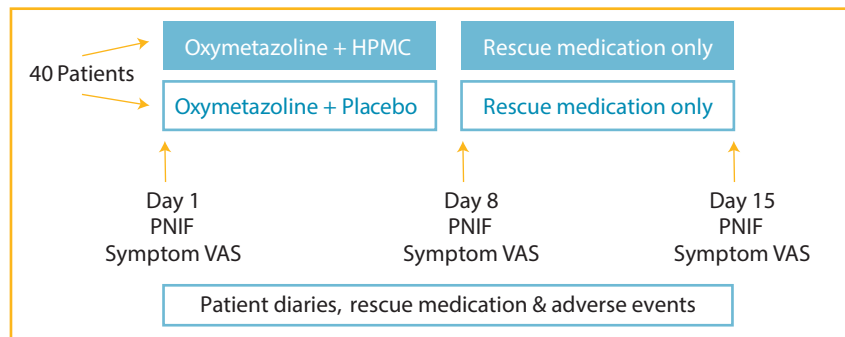 Oxymetazoline + HPMC
Rescue medication only
40 Patients
Oxymetazoline + Placebo
Rescue medication only
Day 1
PNIF
Symptom VAS
Day 8
PNIF
Symptom VAS
Day 15
PNIF
Symptom VAS
Patient diaries, rescue medication & adverse events